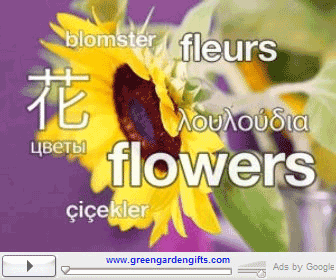 blomster
fleurs
花
λουλούδια
цветы
flowers
çiçekler
www.greengardengifts.com
Ads by Google